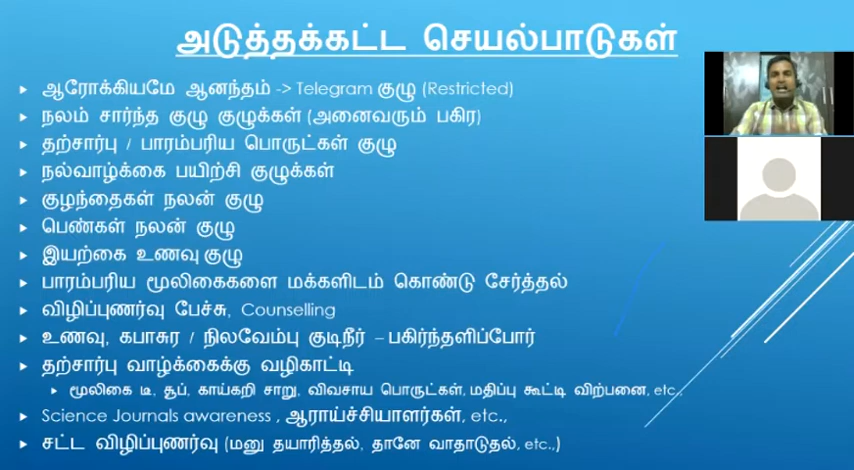 அடுத்தக்கட்ட செயல்பாடுகள்
ஆரோக்கியமே ஆனந்தம் -> Telegram குழு (Restricted)
நலம் சார்ந்த குழு குழுக்கள் (அனைவரும் பகிர)
தற்சார்பு / பாரம்பரிய பொருட்கள் குழு
நல்வாழ்க்கை பயிற்சி குழுக்கள்
குழந்தைகள் நலன் குழு
பெண்கள் நலன் குழு
இயற்கை உணவு குழு
பாரம்பரிய மூலிகைகளை மக்களிடம் கொண்டு சேர்த்தல்
விழிப்புணர்வு பேச்சு, Counselling
உணவு, கபாசுர / நிலவேம்பு குடிநீர் – பகிர்ந்தளிப்போர்
தற்சார்பு வாழ்க்கைக்கு வழிகாட்டி
மூலிகை டீ, சூப், காய்கறி சாறு, விவசாய பொருட்கள், மதிப்பு கூட்டி விற்பனை, etc.,
Science Journals awareness , ஆராய்ச்சியாளர்கள், etc.,
சட்ட விழிப்புணர்வு (மனு தயாரித்தல், தானே வாதாடுதல், etc.,)